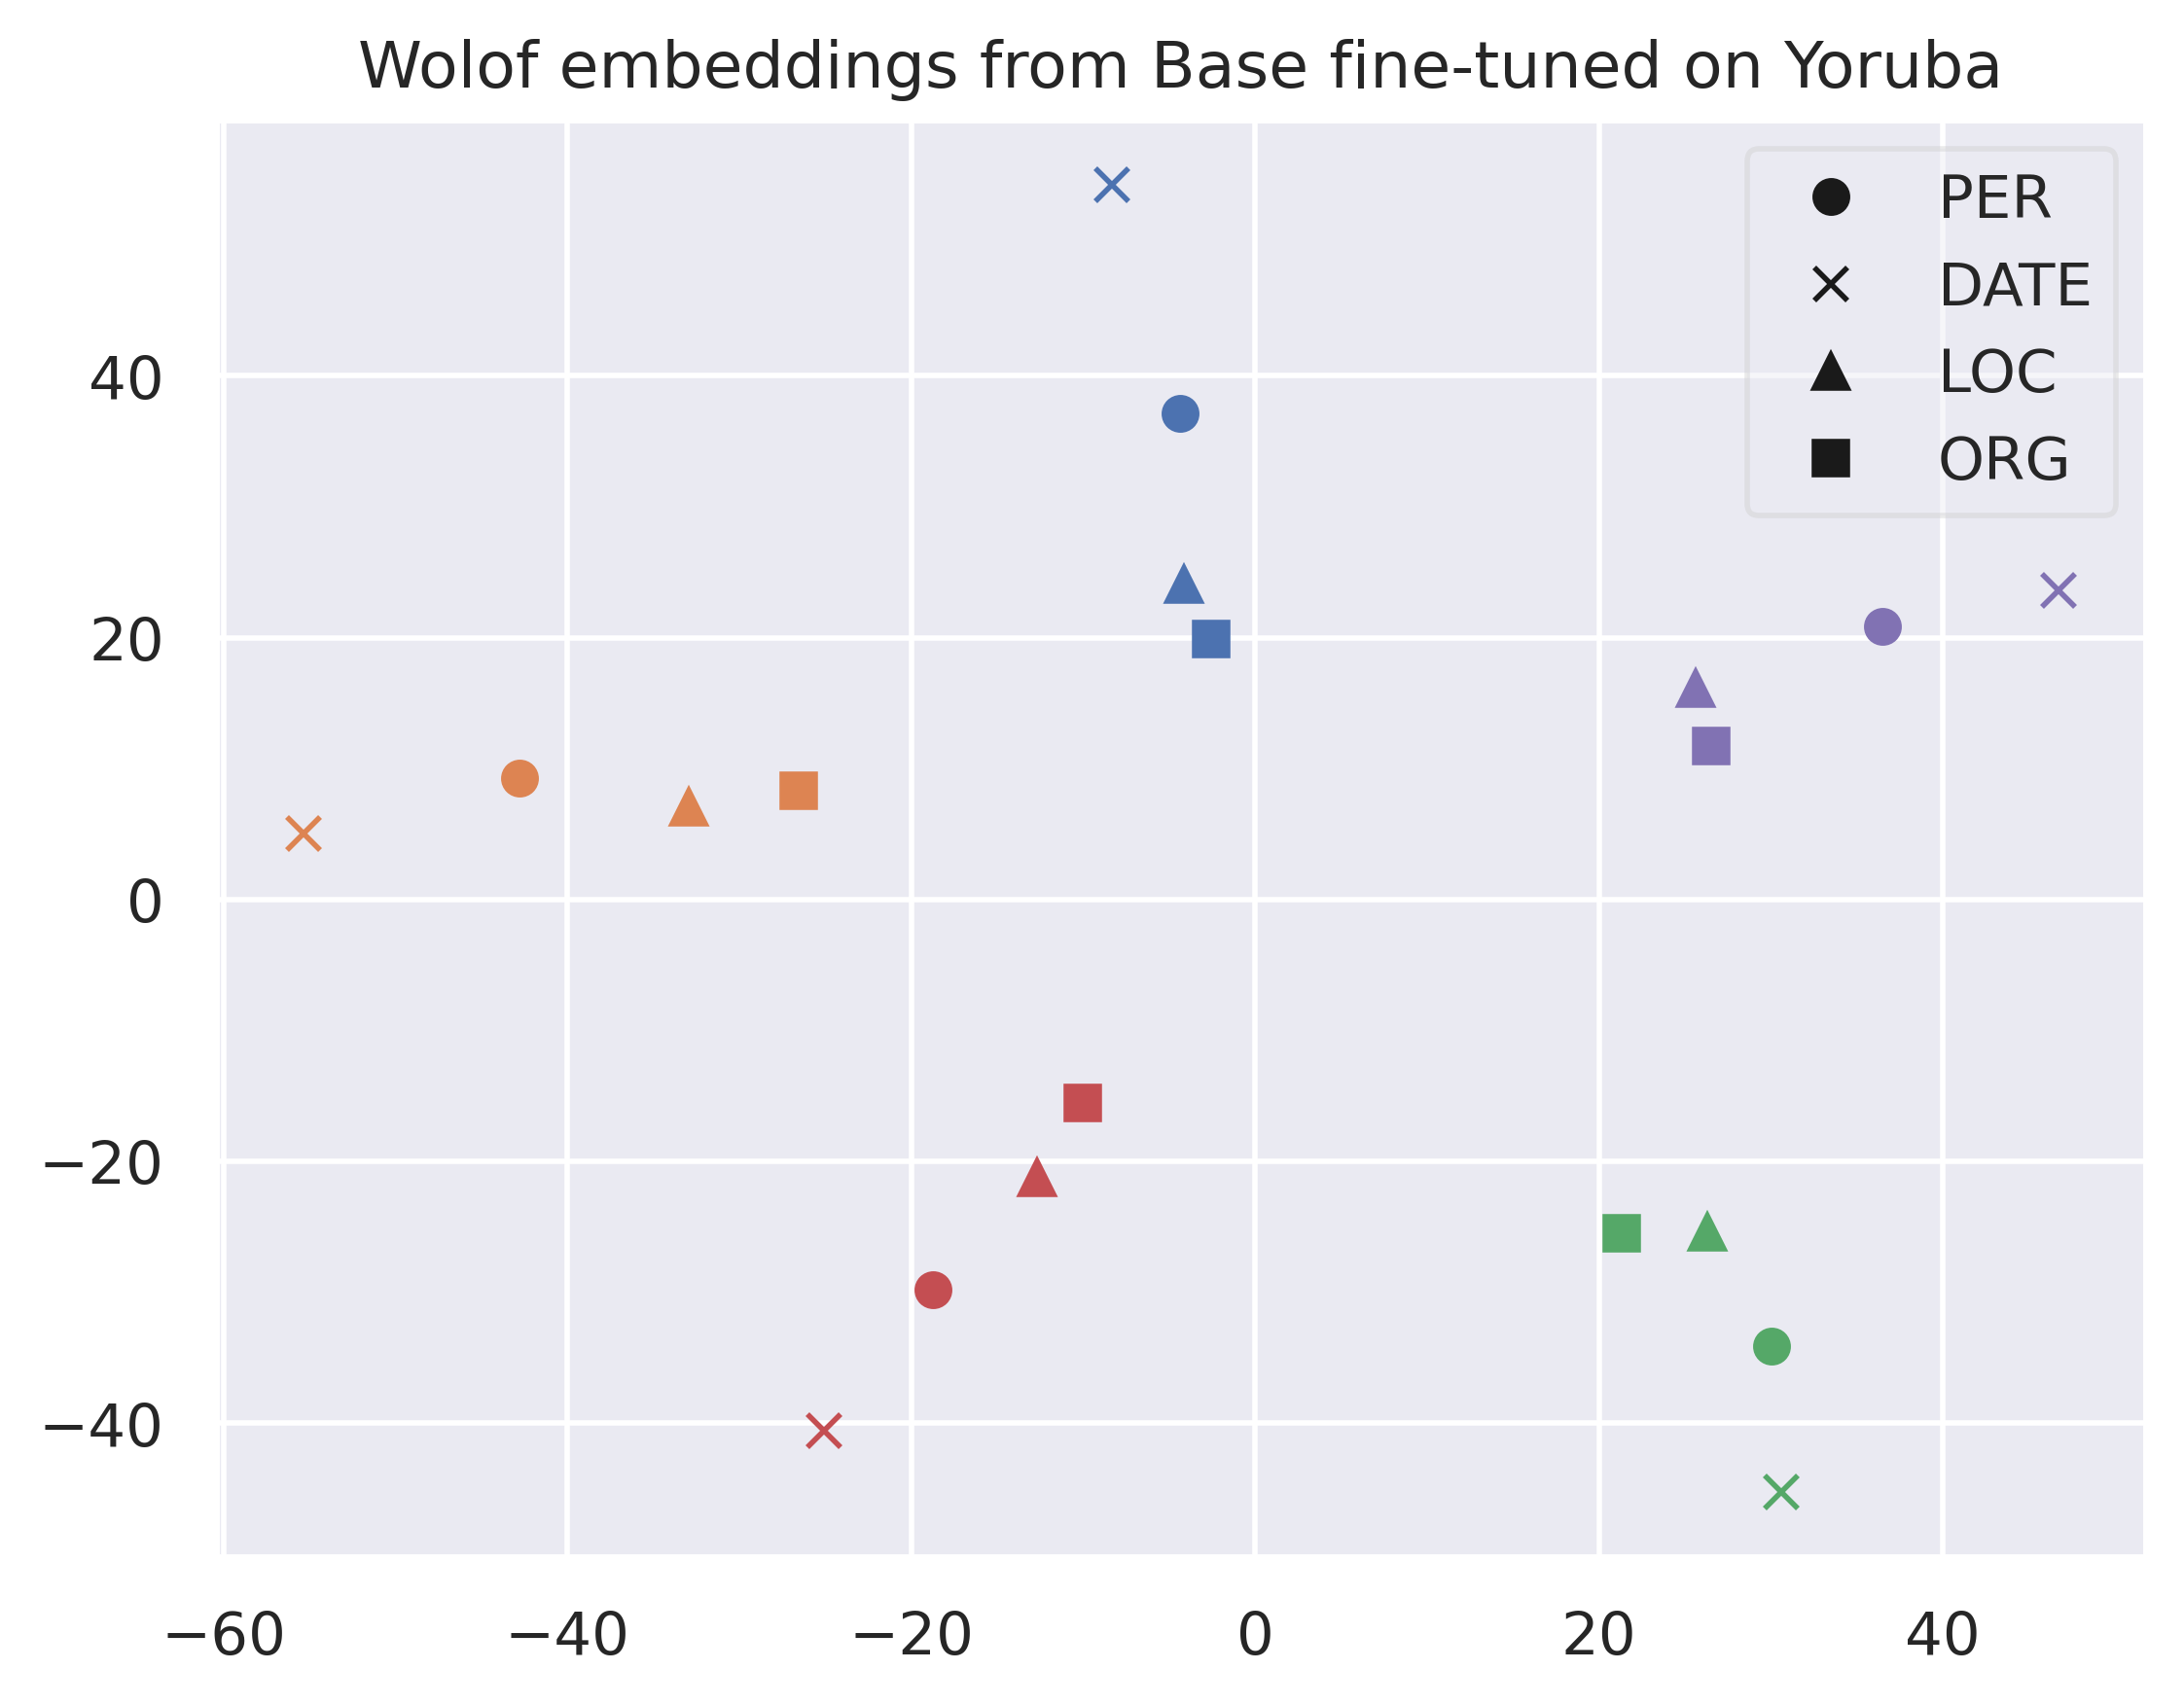 Wolof embeddings from Base fine-tuned on Yoruba
PER
DATE
LOC
ORG
40
20
0
−20
−40
−60 −40 −20 0 20 40